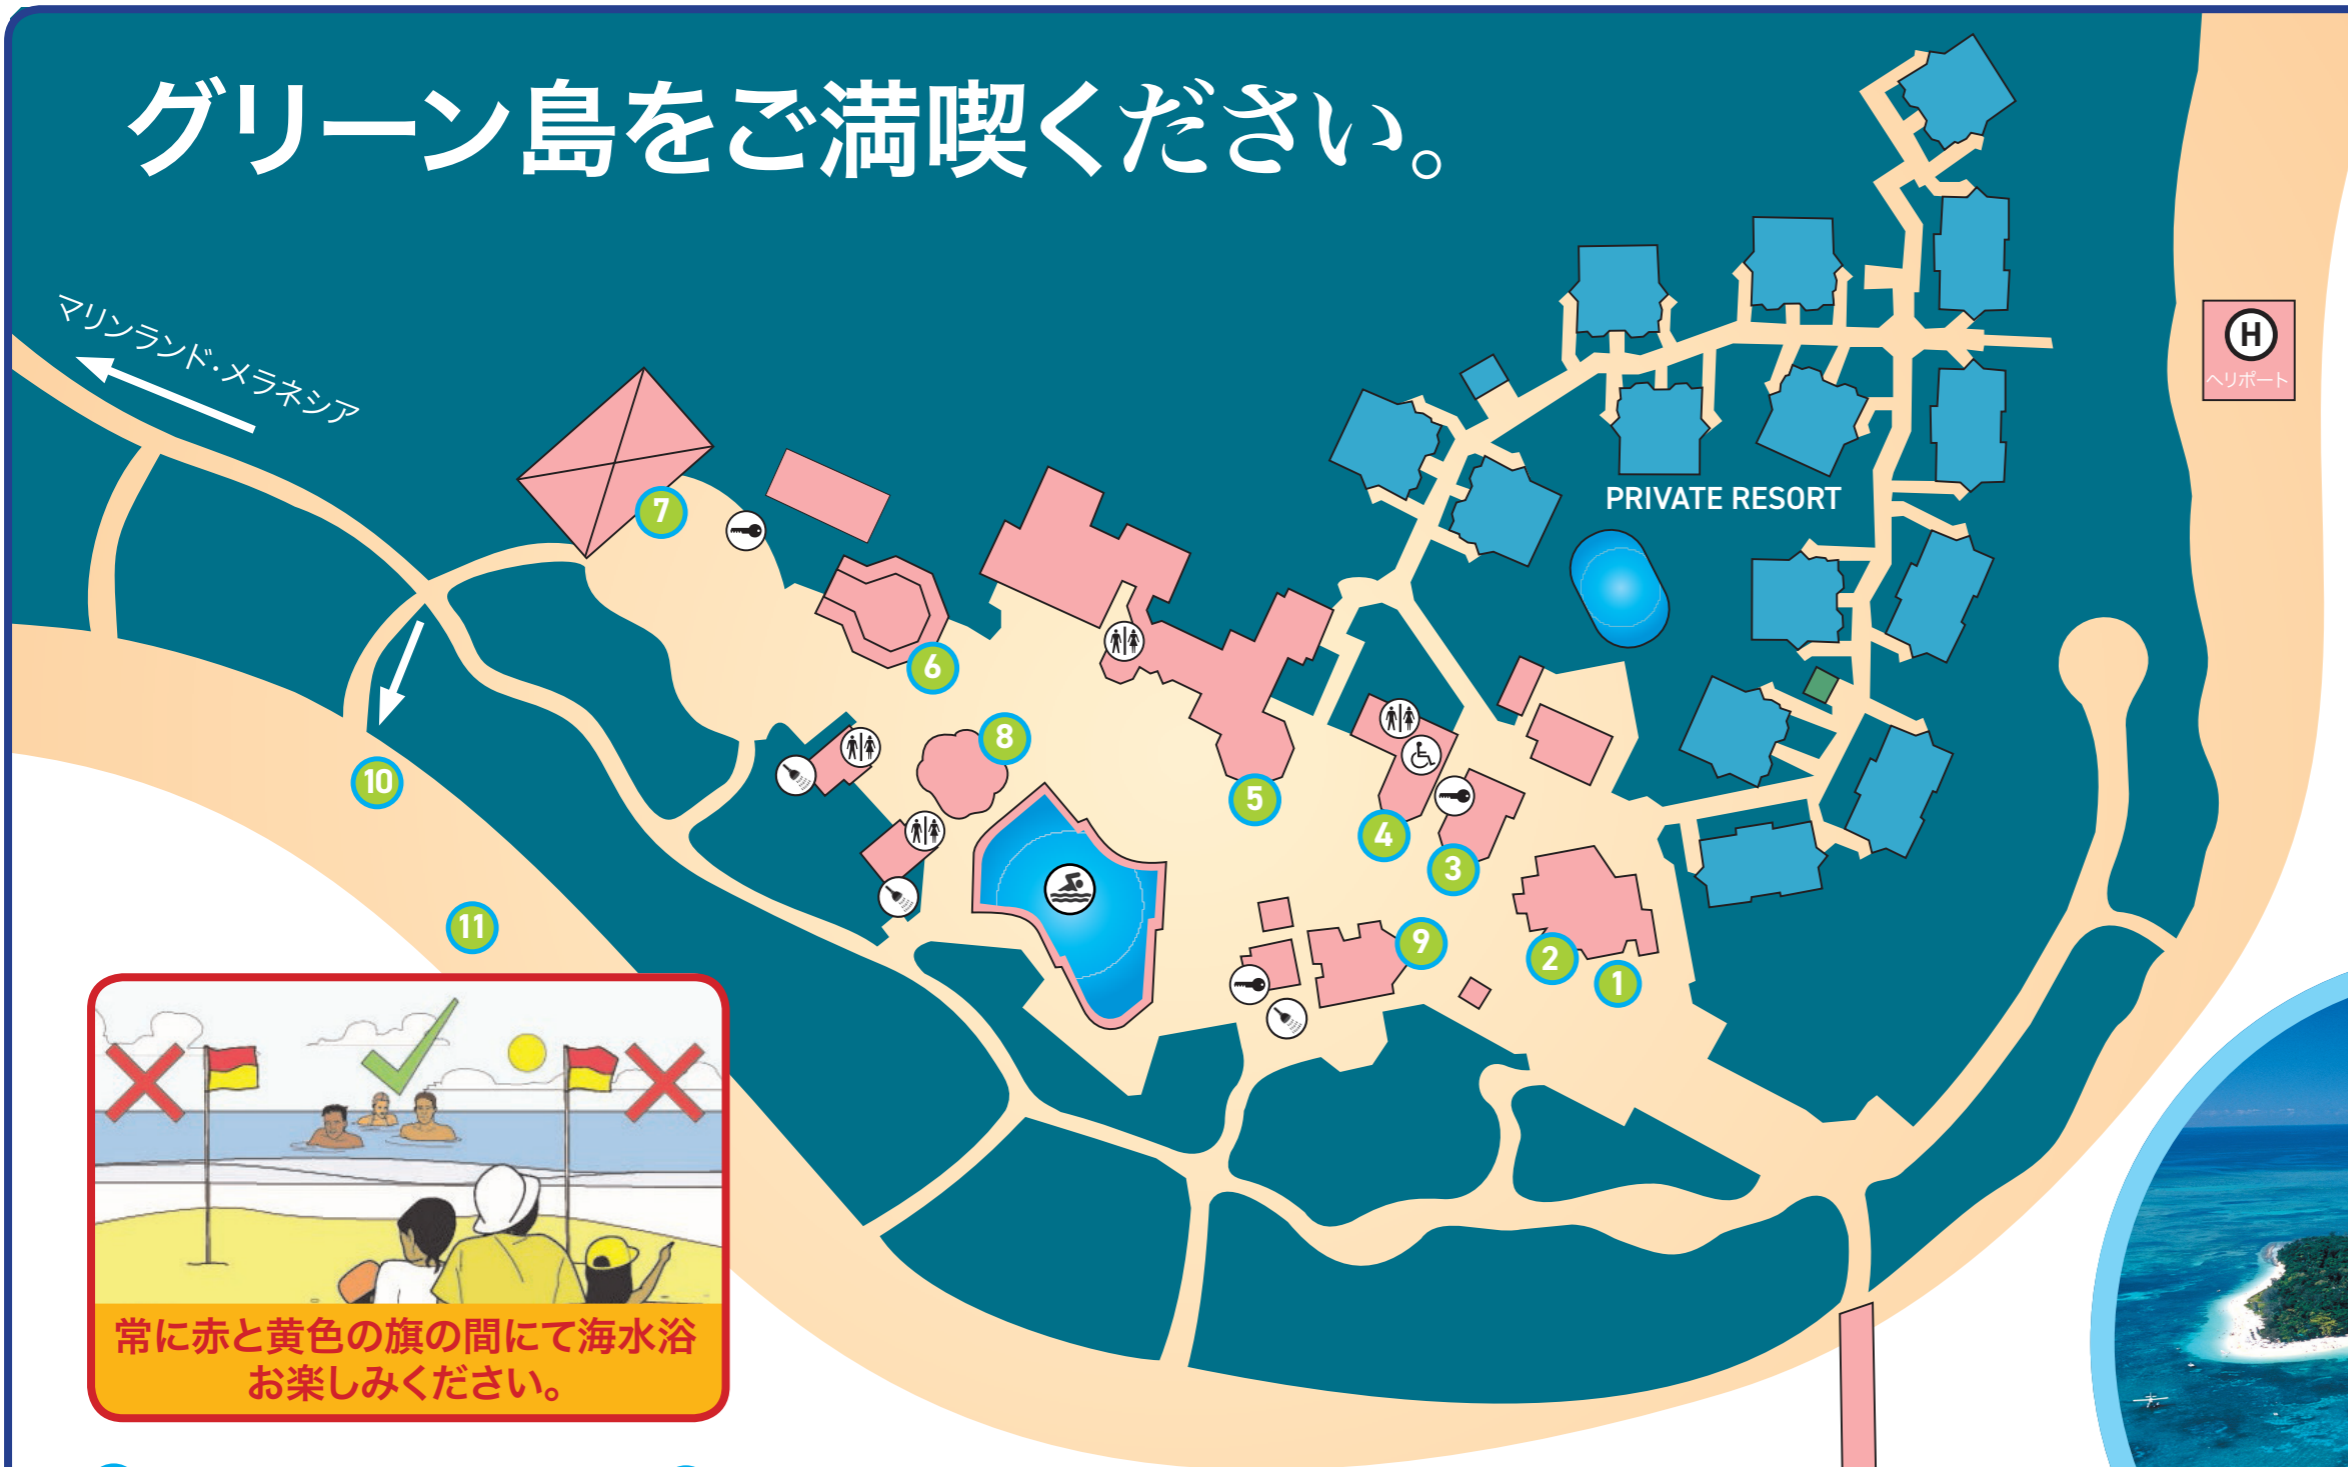 グリーン島をご満喫ください。
マリンランド・メラネシア
H
ヘリポート
PRIVATE RESORT
7
6
8
10
5
4
3
11
9
2
1
常に赤と黄色の旗の間にて海水浴
お楽しみください。